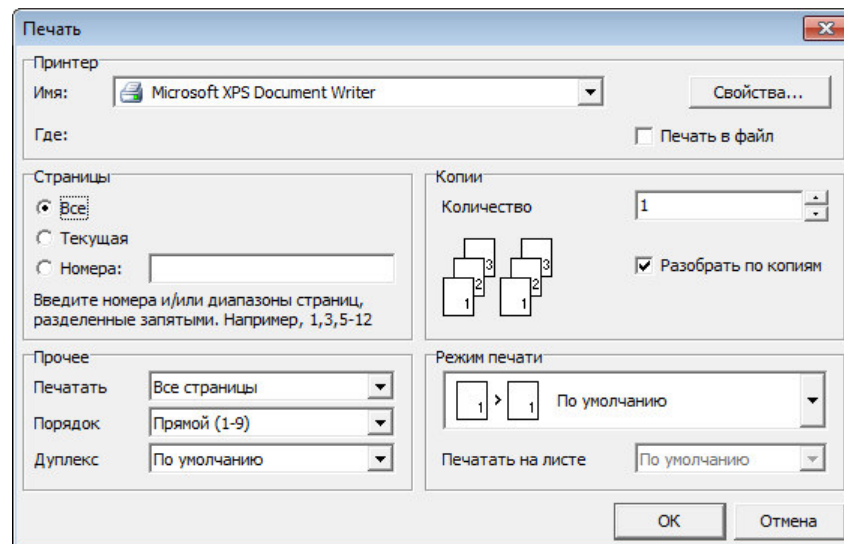 Печать
Принтер
Имя: Microsoft XPS Document Writer Свойства...
Где: Печать в файл
Страницы
Все
Текущая
Номера:
Введите номера и/или диапазоны страниц,
разделенные запятыми. Например, 1,3,5-12
Копии
Количество 1
3 3
2 2
1 1
Разобрать по копиям
Прочее
Печатать Все страницы
Порядок Прямой (1-9)
Дуплекс По умолчанию
Режим печати
1 > 1 По умолчанию
Печатать на листе По умолчанию
OK Отмена